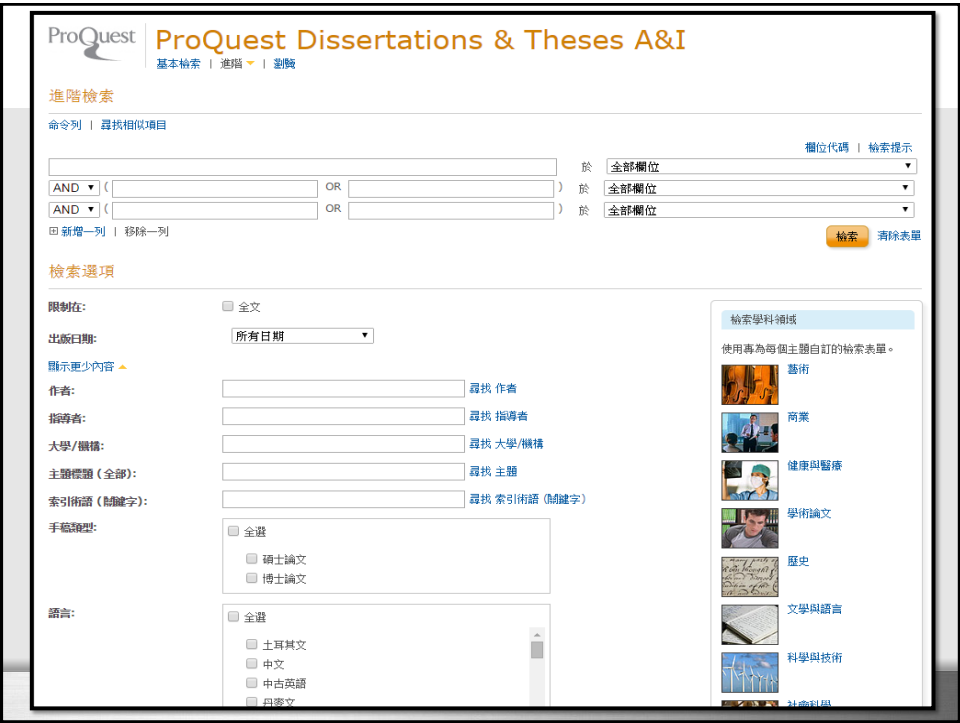 ProQuest
ProQuest Dissertations & Theses A&I
基本檢索 | 進階 | 瀏覽
進階檢索
命令列 | 尋找相似項目
欄位代碼 | 檢索提示
於 全部欄位
AND ( OR ) 於 全部欄位
AND ( OR ) 於 全部欄位
新增一列 | 移除一列
檢索 清除表單
檢索選項
限制在: 全文
出版日期: 所有日期
顯示更少內容
作者: 尋找 作者
指導者: 尋找 指導者
大學/機構: 尋找 大學/機構
主題標題 (全部): 尋找 主題
索引術語 (關鍵字): 尋找 索引術語 (關鍵字)
手稿類型: 全選
碩士論文
博士論文
語言: 全選
土耳其文
中文
中古英語
丹麥文
檢索學科領域
使用專為每個主題自訂的檢索表單。
藝術
商業
健康與醫療
學術論文
歷史
文學與語言
科學與技術
社會科學